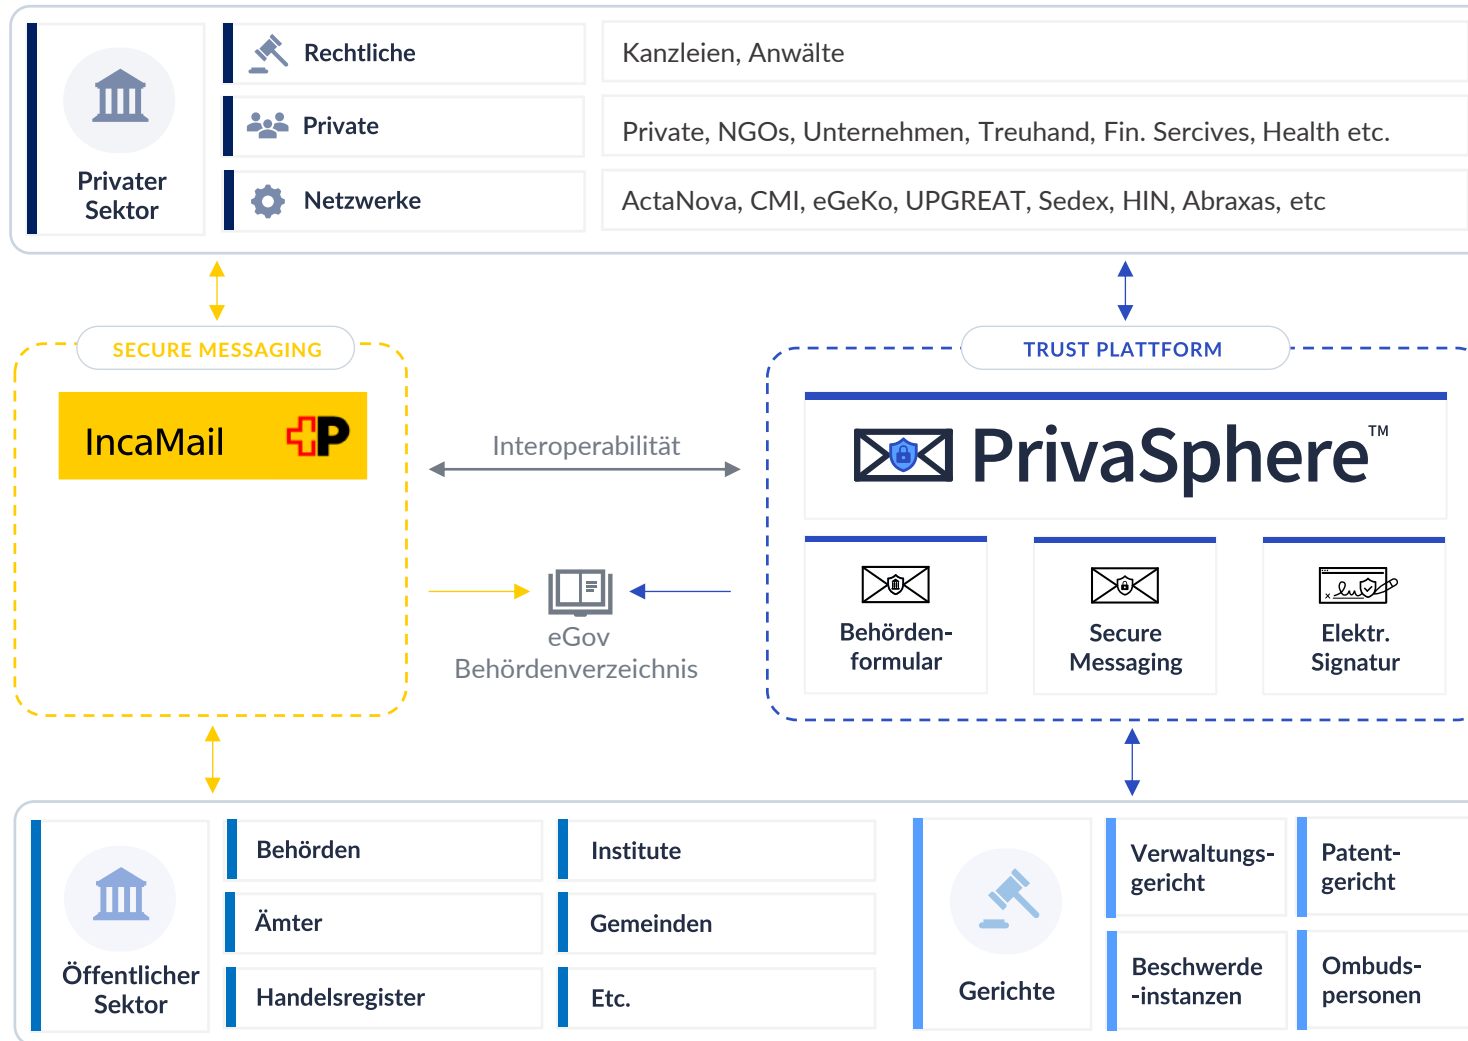 Rechtliche
Kanzleien, Anwälte
Private
Private, NGOs, Unternehmen, Treuhand, Fin. Sercives, Health etc.
Privater
Sektor
Netzwerke
ActaNova, CMI, eGeKo, UPGREAT, Sedex, HIN, Abraxas, etc
SECURE MESSAGING
TRUST PLATTFORM
IncaMail
P
Interoperabilität
PrivaSphere™
eGov
Behördenverzeichnis
Behörden-
formular
Secure
Messaging
Elektr.
Signatur
Öffentlicher
Sektor
Behörden
Institute
Ämter
Gemeinden
Handelsregister
Etc.
Gerichte
Verwaltungs-
gericht
Patent-
gericht
Beschwerde
-instanzen
Ombuds-
personen